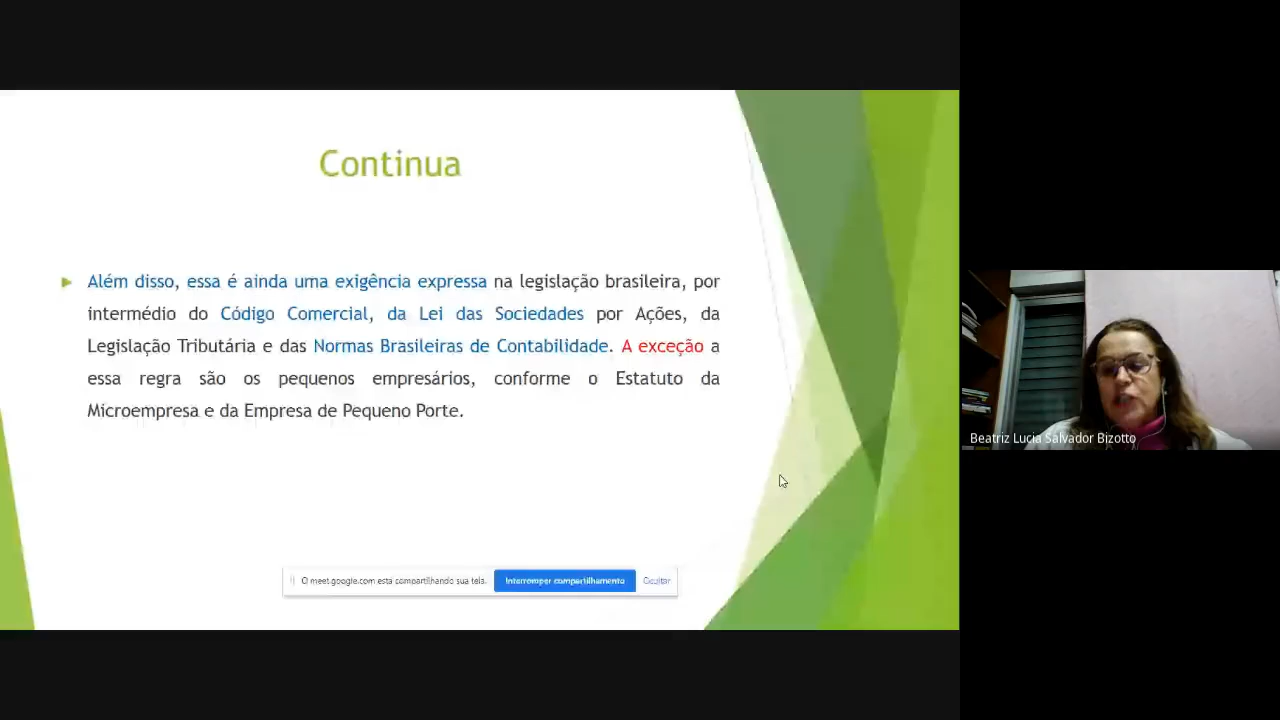 Continua
Além disso, essa é ainda uma exigência expressa na legislação brasileira, por
intermédio do Código Comercial, da Lei das Sociedades por Ações, da
Legislação Tributária e das Normas Brasileiras de Contabilidade. A exceção a
essa regra são os pequenos empresários, conforme o Estatuto da
Microempresa e da Empresa de Pequeno Porte.
O meet.google.com está compartilhando sua tela. Interromper compartilhamento Ocultar
Beatriz Lucia Salvador Bizotto